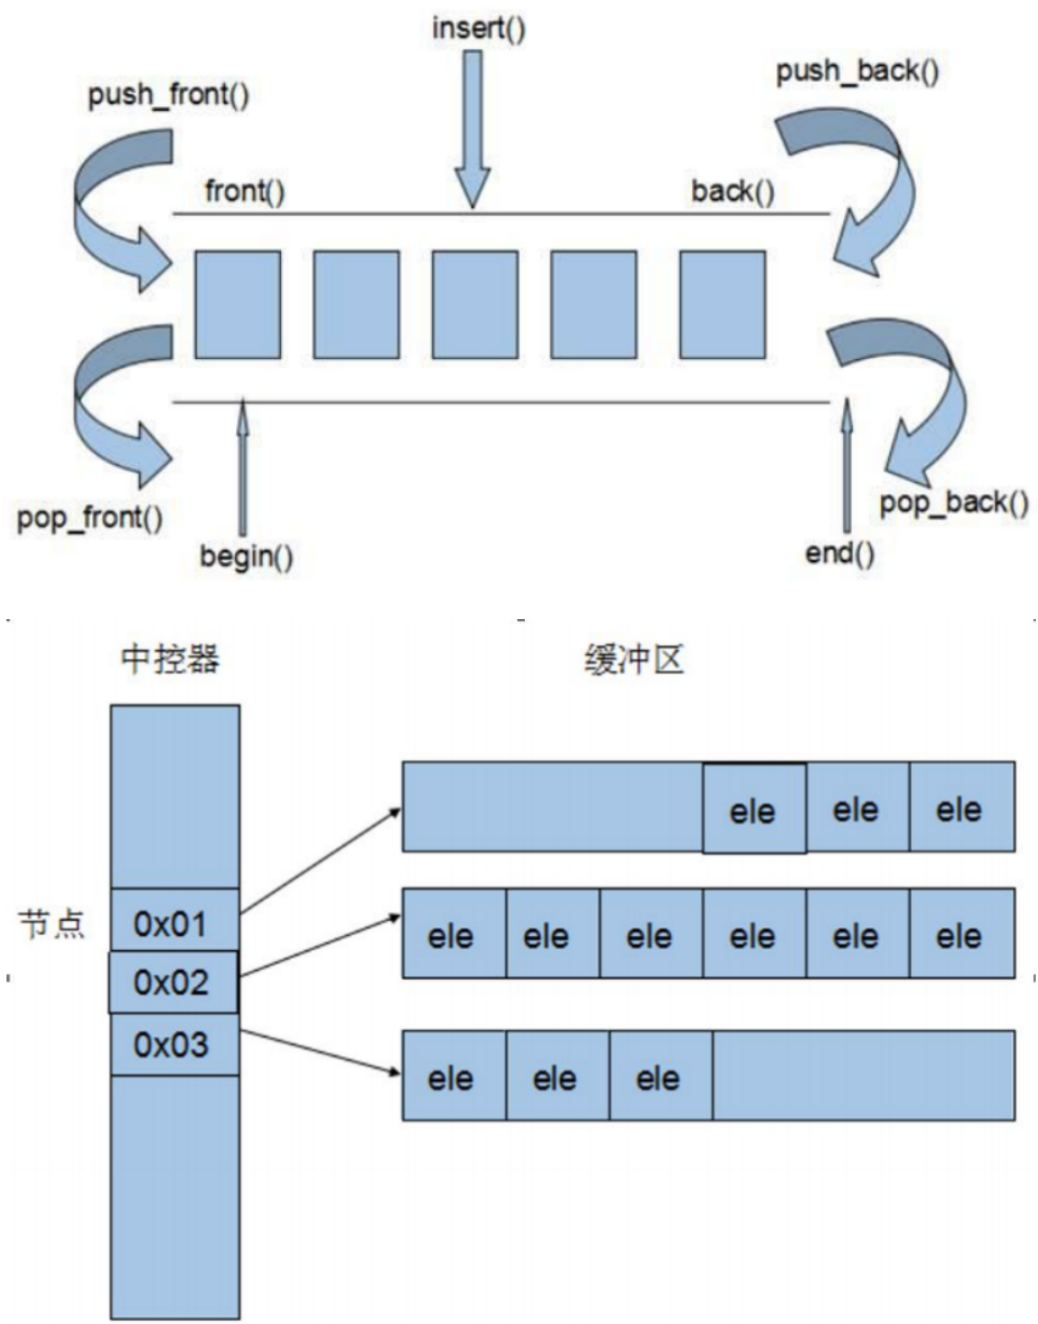 insert()
push_front()
push_back()
front()
back()
pop_front()
pop_back()
begin()
end()
中控器
缓冲区
ele ele ele
节点
0x01
ele ele ele ele ele ele
0x02
0x03
ele ele ele